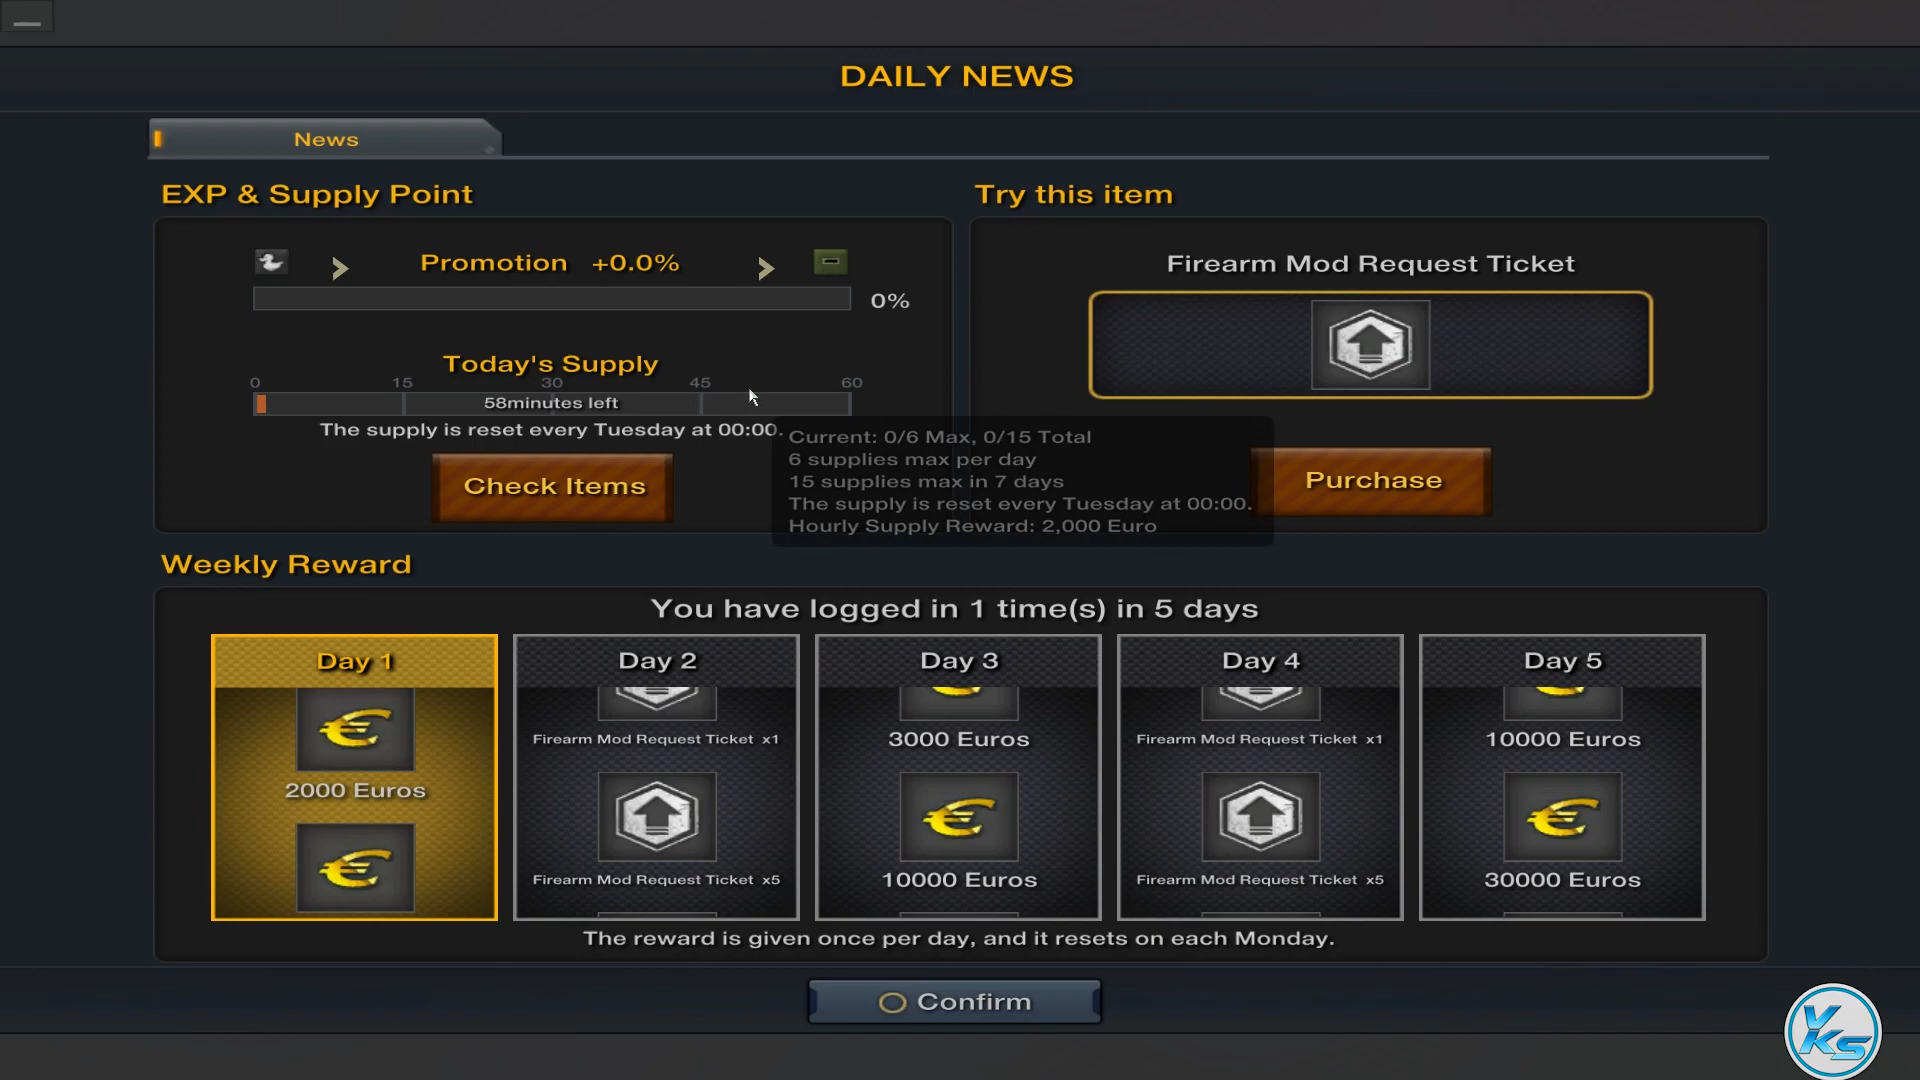 DAILY NEWS
News
EXP & Supply Point
Promotion +0.0%
0%
Today's Supply
0 15 30 45 60
58minutes left
The supply is reset every Tuesday at 00:00.
Check Items
Try this item
Firearm Mod Request Ticket
Purchase
Current: 0/6 Max, 0/15 Total
6 supplies max per day
15 supplies max in 7 days
The supply is reset every Tuesday at 00:00.
Hourly Supply Reward: 2,000 Euro
Weekly Reward
You have logged in 1 time(s) in 5 days
Day 1
2000 Euros
Day 2
Firearm Mod Request Ticket x1
Firearm Mod Request Ticket x5
Day 3
3000 Euros
10000 Euros
Day 4
Firearm Mod Request Ticket x1
Firearm Mod Request Ticket x5
Day 5
10000 Euros
30000 Euros
The reward is given once per day, and it resets on each Monday.
Confirm
YKS